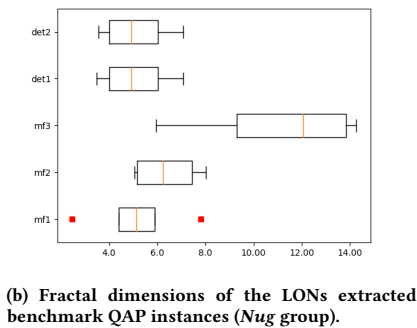 det2
det1
mf3
mf2
mf1
4.0 6.0 8.0 10.00 12.00 14.00
(b) Fractal dimensions of the LONs extracted
benchmark QAP instances (Nug group).